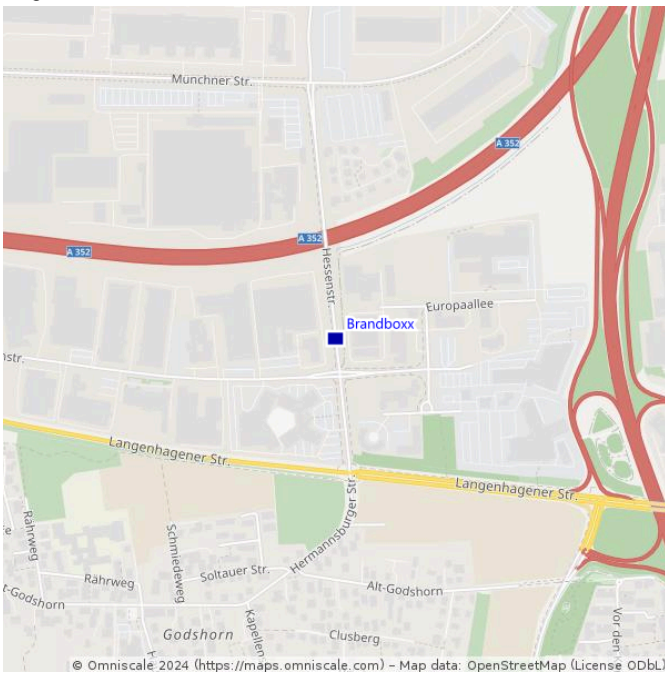 Münchner Str.
A 352
A 352
A 352
Hessenstr.
Europaallee
Brandboxx
nstr.
Langenhagener Str.
Langenhagener Str.
Hermannsburger Str.
Rährweg
Schmiedeweg
Rährweg
Soltauer Str.
Alt-Godshorn
t-Godshorn
Godshorn
Kapellen
Clusberg
Vor den
© Omniscale 2024 (https://maps.omniscale.com) – Map data: OpenStreetMap (License ODbL)